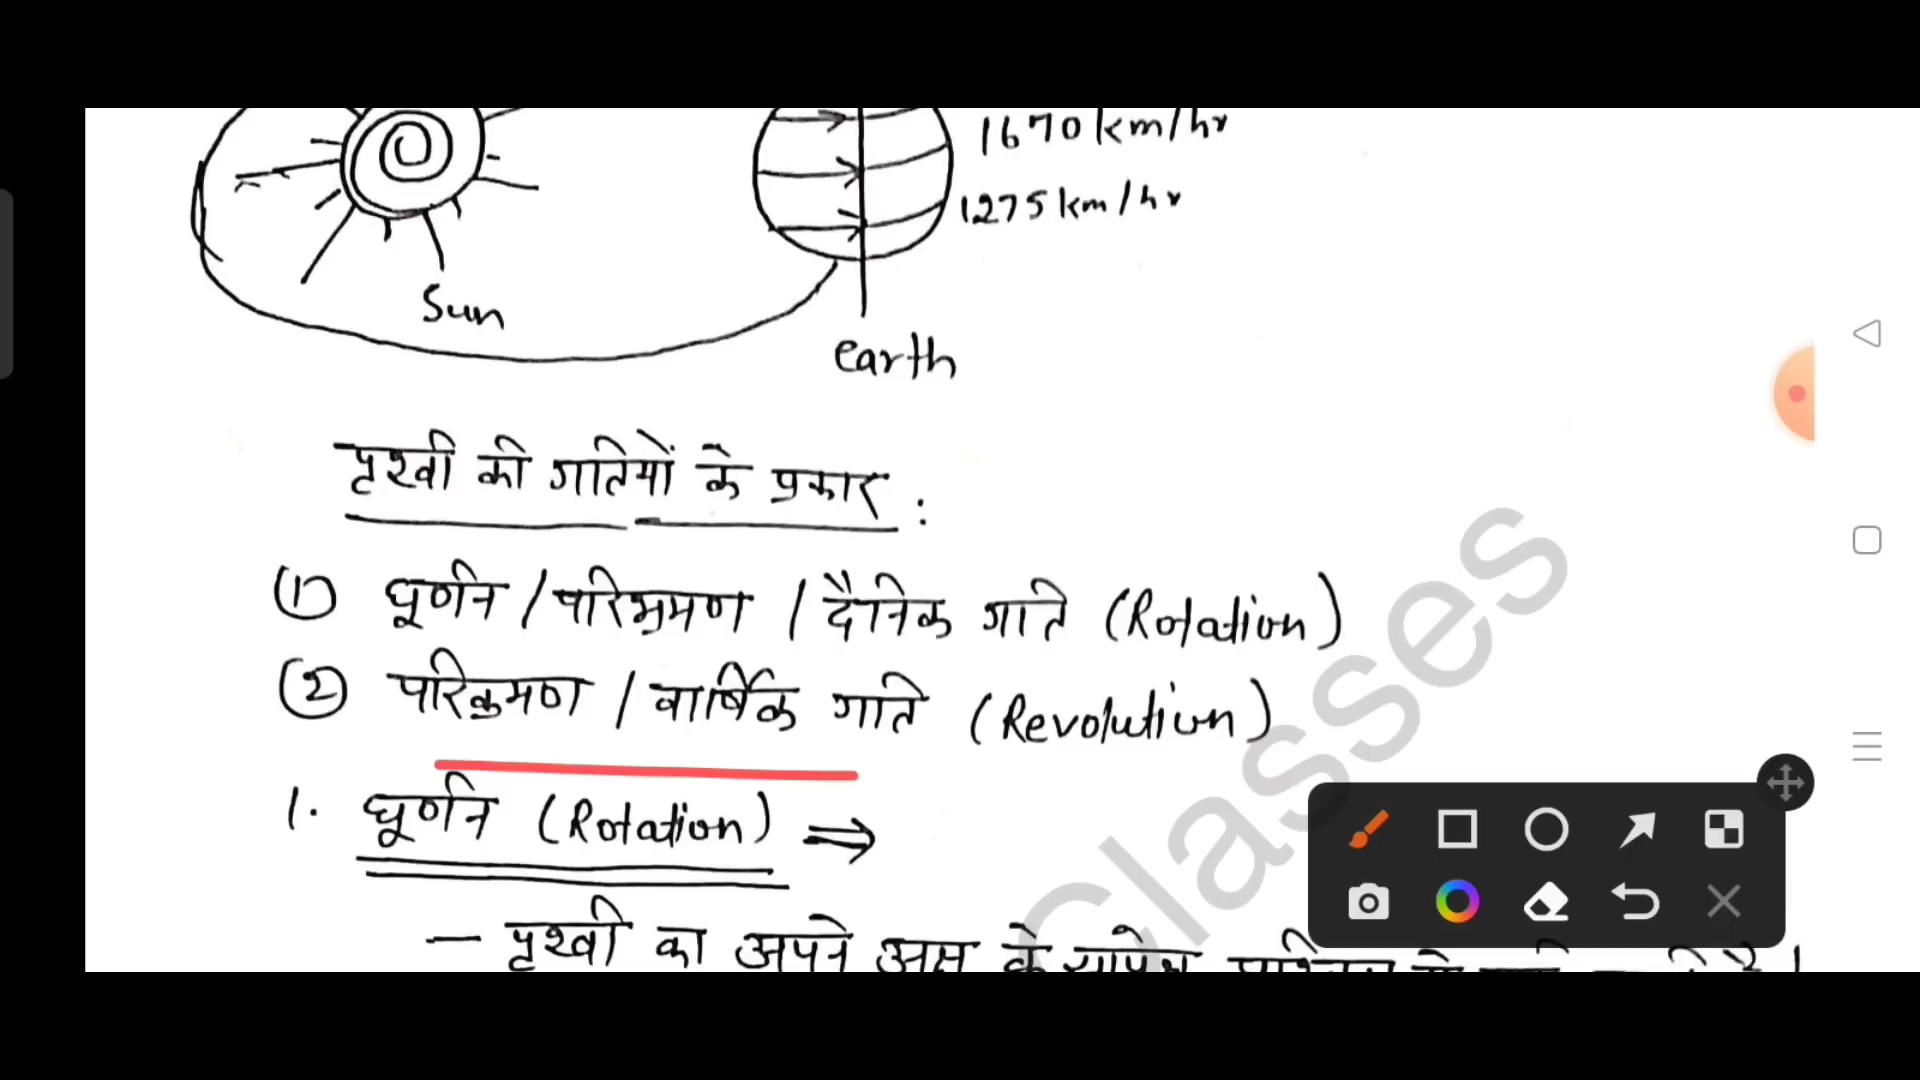 1670 km/hr
1275 km/hr
Sun
earth
पृथ्वी की गतियों के प्रकार :
(1) घूर्णन / परिभ्रमण / दैनिक गति (Rotation)
(2) परिक्रमण / वार्षिक गति (Revolution)
1. घूर्णन (Rotation) ⇒
– पृथ्वी का अपने अक्ष के सापेक्ष
Classes